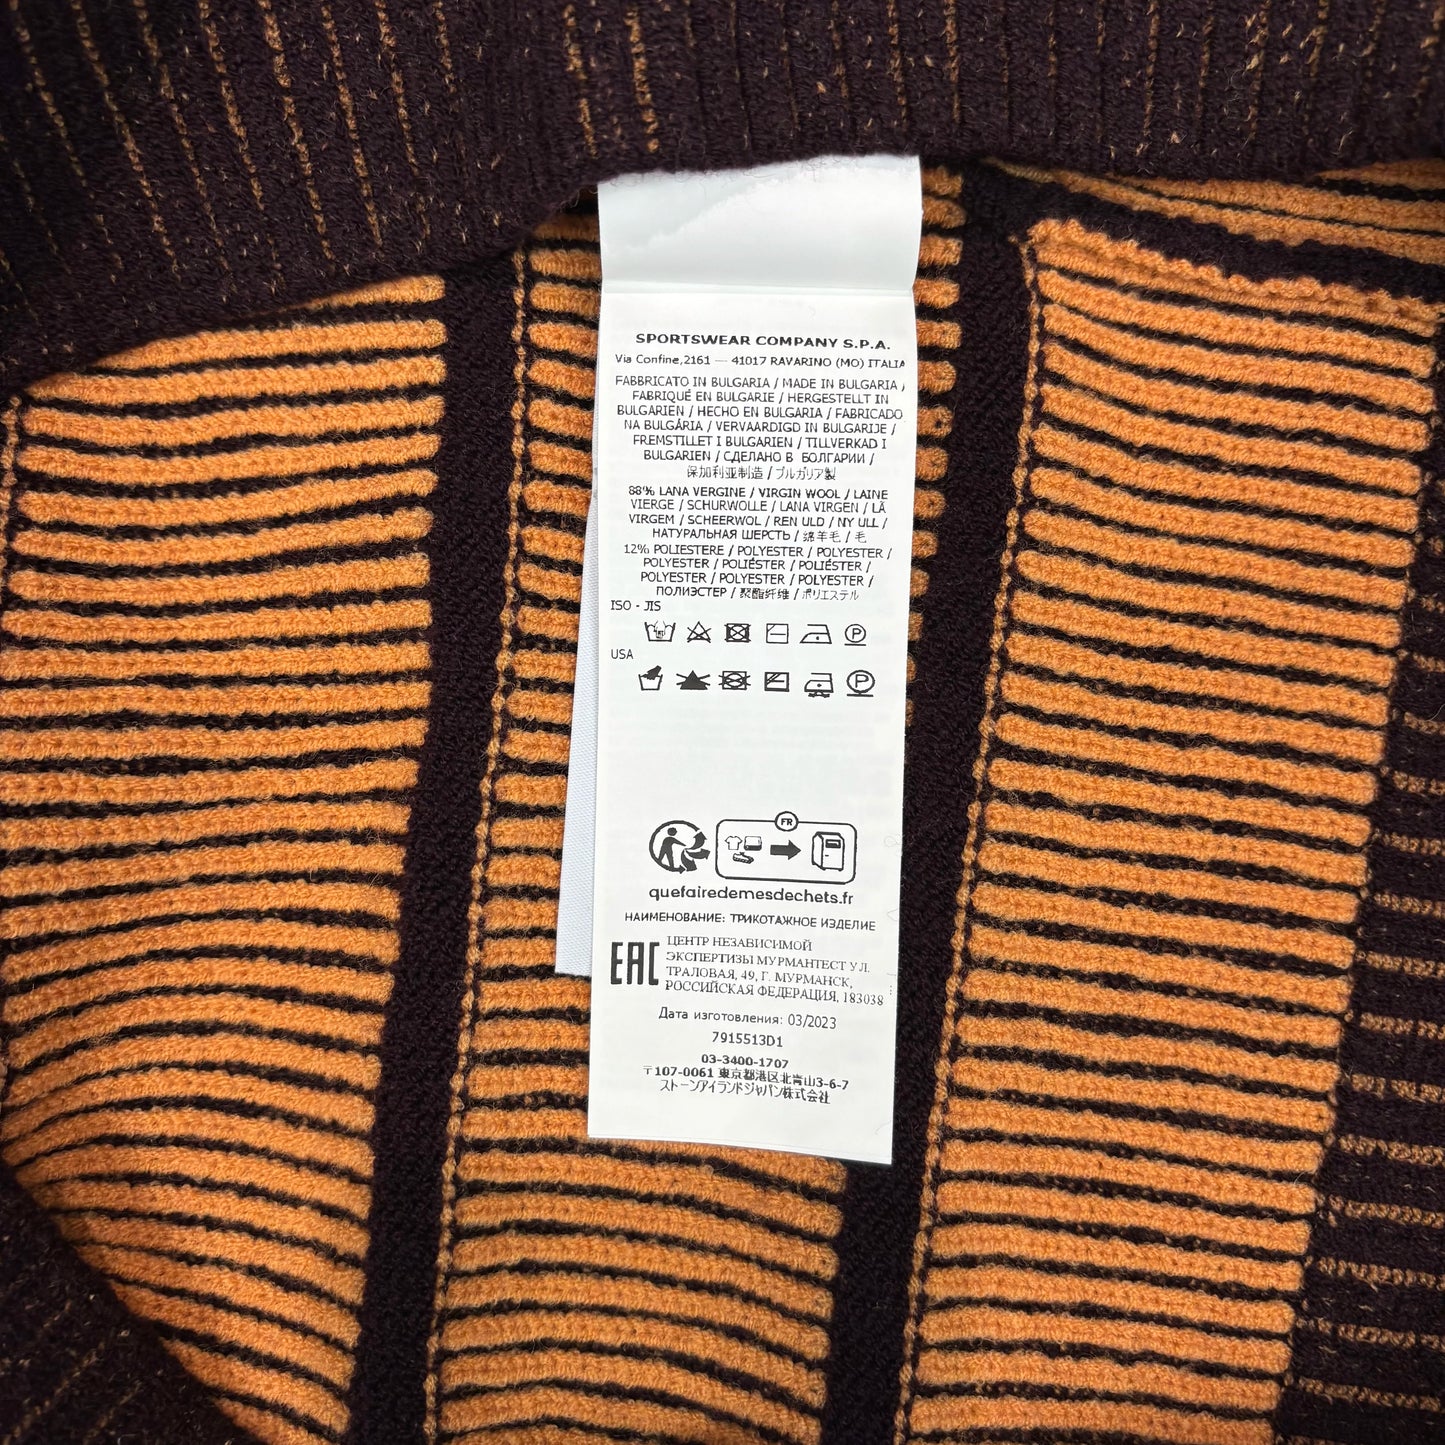 SPORTSWEAR COMPANY S.P.A.
Via Confine,2161 — 41017 RAVARINO (MO) ITALIA
FABBRICATO IN BULGARIA / MADE IN BULGARIA /
FABRIQUÉ EN BULGARIE / HERGESTELLT IN
BULGARIEN / HECHO EN BULGARIA / FABRICADO
NA BULGÁRIA / VERVAARDIGD IN BULGARIJE /
FREMSTILLET I BULGARIEN / TILLVERKAD I
BULGARIEN / СДЕЛАНО В БОЛГАРИИ /
保加利亚制造 / ブルガリア製
88% LANA VERGINE / VIRGIN WOOL / LAINE
VIERGE / SCHURWOLLE / LANA VIRGEN / LÃ
VIRGEM / SCHEERWOL / REN ULD / NY ULL /
НАТУРАЛЬНАЯ ШЕРСТЬ / 绵羊毛 / 毛
12% POLIESTERE / POLYESTER / POLYESTER /
POLYESTER / POLIÉSTER / POLIÉSTER /
POLYESTER / POLYESTER / POLYESTER /
ПОЛИЭСТЕР / 聚酯纤维 / ポリエステル
ISO - JIS
P
USA
P
FR
quefairedemesdechets.fr
НАИМЕНОВАНИЕ: ТРИКОТАЖНОЕ ИЗДЕЛИЕ
EAC
ЦЕНТР НЕЗАВИСИМОЙ
ЭКСПЕРТИЗЫ МУРМАНТЕСТ УЛ.
ТРАЛОВАЯ, 49, Г. МУРМАНСК,
РОССИЙСКАЯ ФЕДЕРАЦИЯ, 183038
Дата изготовления: 03/2023
7915513D1
03-3400-1707
〒107-0061 東京都港区北青山3-6-7
ストーンアイランドジャパン株式会社